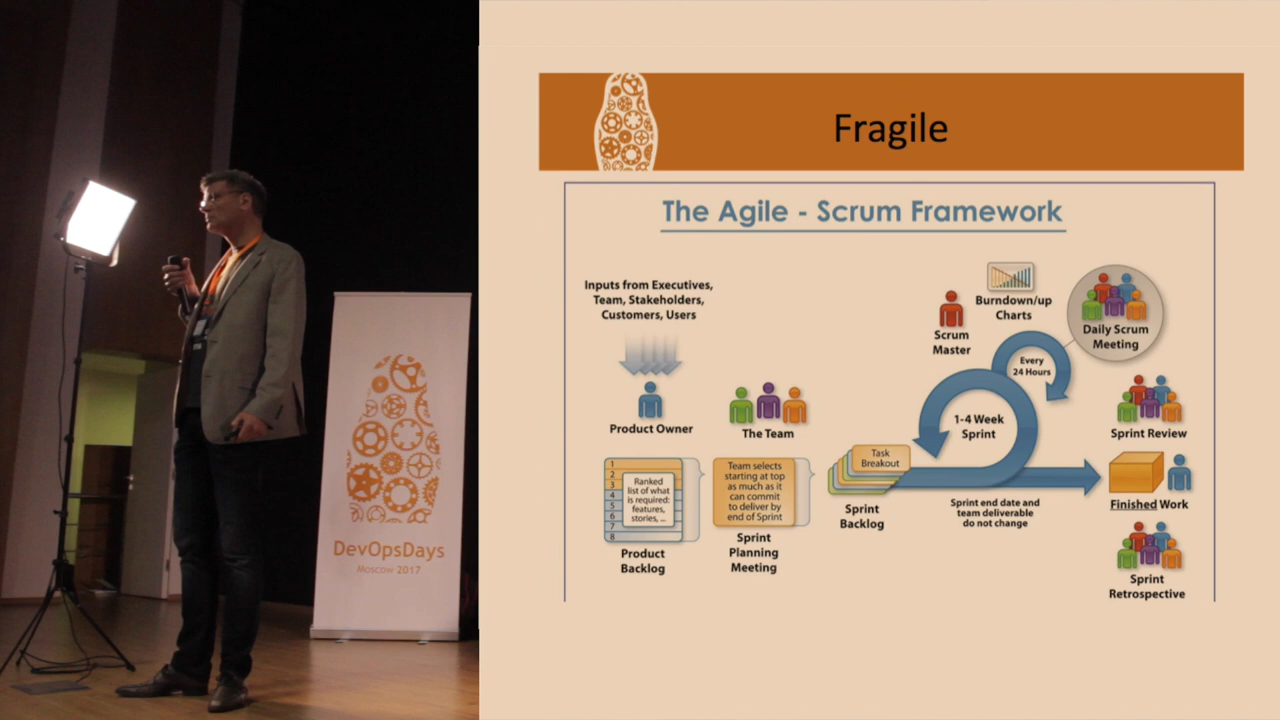 DevOpsDays
Moscow 2017
Fragile
The Agile - Scrum Framework
Inputs from Executives,
Team, Stakeholders,
Customers, Users
Product Owner
The Team
1
2
3
4
5
6
7
8
Ranked
list of what
is required:
features,
stories, ...
Product
Backlog
Team selects
starting at top
as much as it
can commit
to deliver by
end of Sprint
Sprint
Planning
Meeting
Task
Breakout
Sprint
Backlog
Scrum
Master
Burndown/up
Charts
Every
24 Hours
1-4 Week
Sprint
Sprint end date and
team deliverable
do not change
Daily Scrum
Meeting
Sprint Review
Finished Work
Sprint
Retrospective